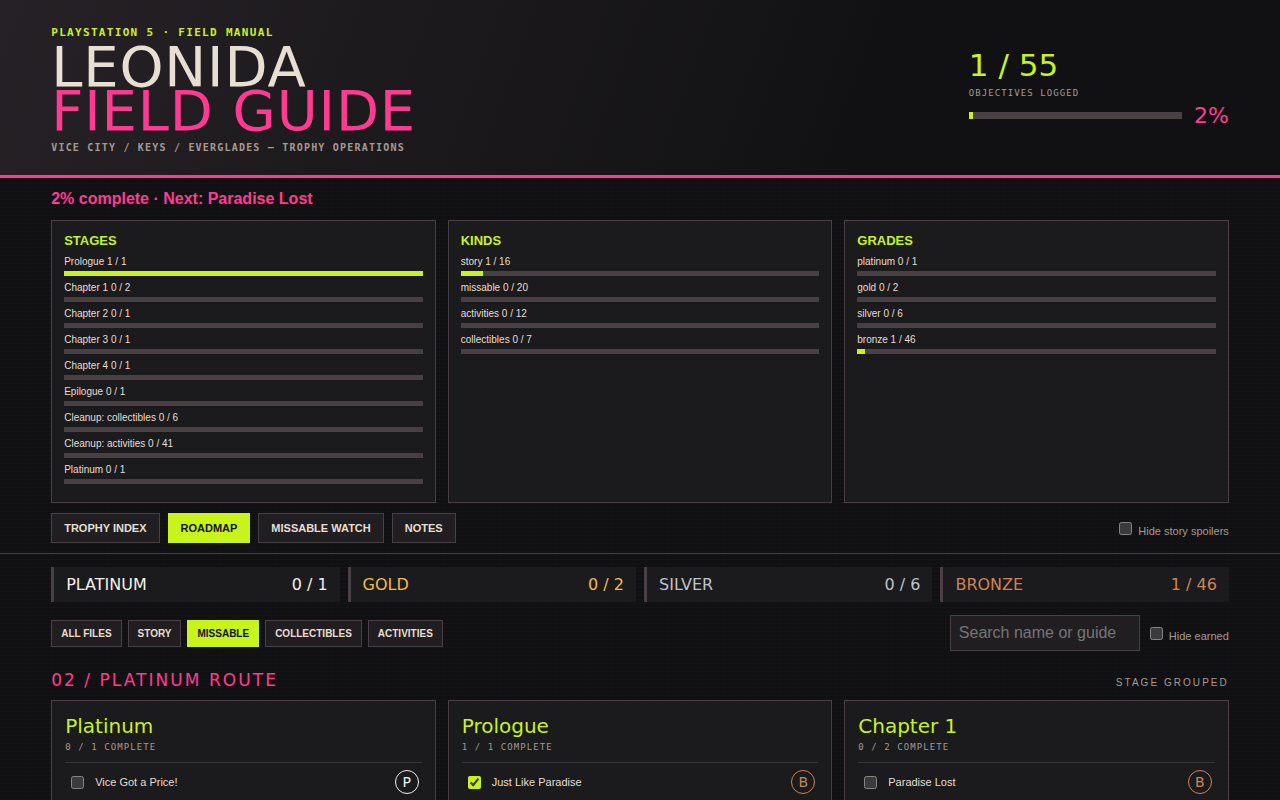 PLAYSTATION 5 · FIELD MANUAL
LEONIDA
FIELD GUIDE
VICE CITY / KEYS / EVERGLADES — TROPHY OPERATIONS
1 / 55
OBJECTIVES LOGGED
2%
2% complete · Next: Paradise Lost
STAGES
Prologue 1 / 1
Chapter 1 0 / 2
Chapter 2 0 / 1
Chapter 3 0 / 1
Chapter 4 0 / 1
Epilogue 0 / 1
Cleanup: collectibles 0 / 6
Cleanup: activities 0 / 41
Platinum 0 / 1
KINDS
story 1 / 16
missable 0 / 20
activities 0 / 12
collectibles 0 / 7
GRADES
platinum 0 / 1
gold 0 / 2
silver 0 / 6
bronze 1 / 46
TROPHY INDEX
ROADMAP
MISSABLE WATCH
NOTES
Hide story spoilers
PLATINUM 0 / 1
GOLD 0 / 2
SILVER 0 / 6
BRONZE 1 / 46
ALL FILES
STORY
MISSABLE
COLLECTIBLES
ACTIVITIES
Search name or guide
Hide earned
02 / PLATINUM ROUTE
STAGE GROUPED
Platinum
0 / 1 COMPLETE
Vice Got a Price! P
Prologue
1 / 1 COMPLETE
Just Like Paradise B
Chapter 1
0 / 2 COMPLETE
Paradise Lost B